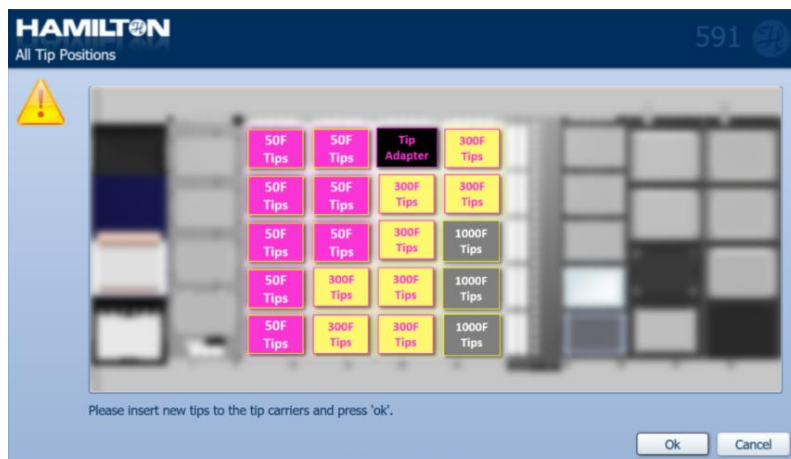 HAMILTON
All Tip Positions
591
50F
Tips
50F
Tips
Tip
Adapter
300F
Tips
50F
Tips
50F
Tips
300F
Tips
300F
Tips
50F
Tips
50F
Tips
300F
Tips
1000F
Tips
50F
Tips
300F
Tips
300F
Tips
1000F
Tips
50F
Tips
300F
Tips
300F
Tips
1000F
Tips
Please insert new tips to the tip carriers and press 'ok'.
Ok
Cancel